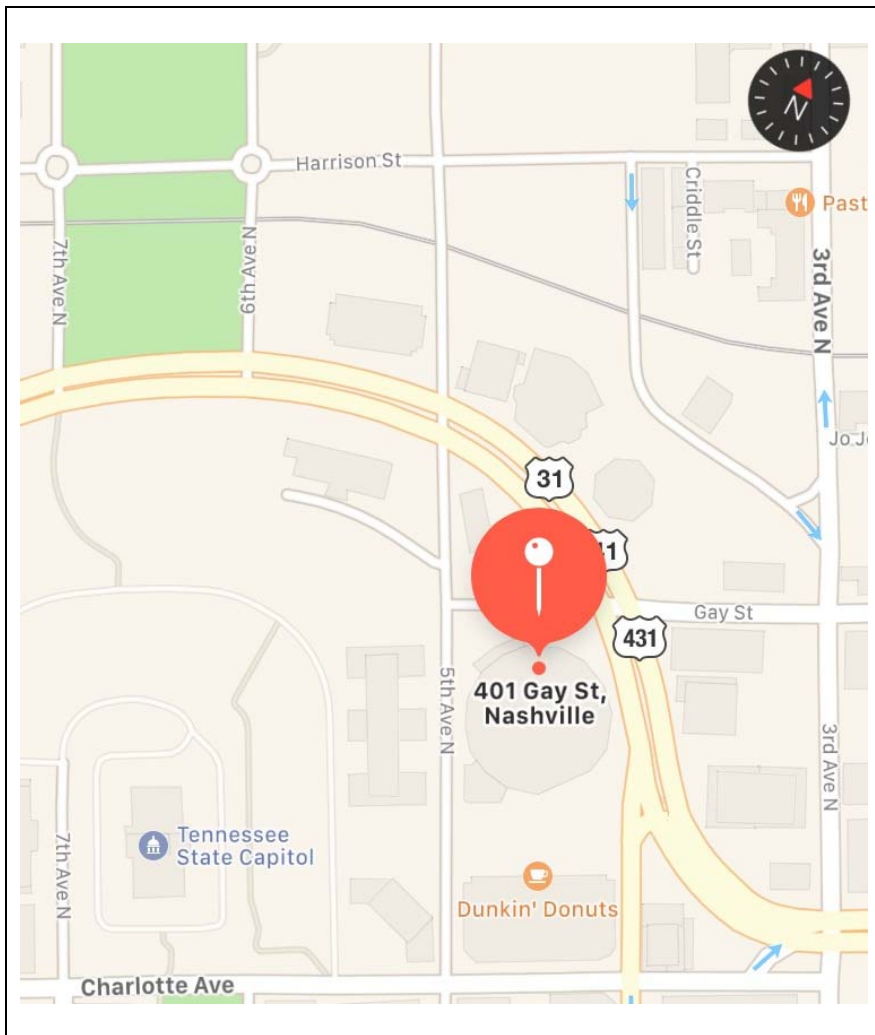 N
Harrison St
Criddle St
Past
7th Ave N
6th Ave N
3rd Ave N
Jo Jo
31
41
Gay St
431
401 Gay St,
Nashville
5th Ave N
3rd Ave N
Tennessee
State Capitol
7th Ave N
Dunkin' Donuts
Charlotte Ave